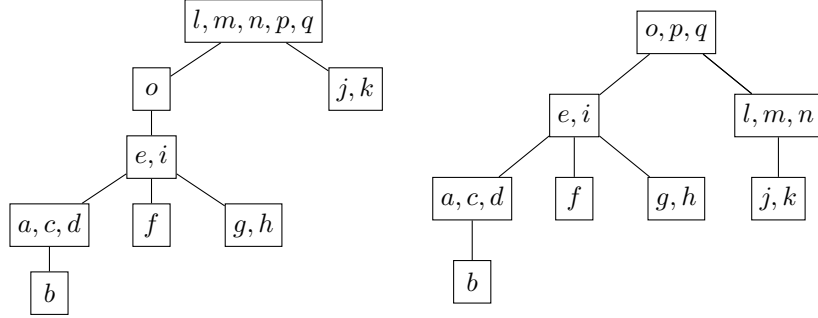 l, m, n, p, q
o
j, k
e, i
a, c, d
f
g, h
b
o, p, q
e, i
l, m, n
a, c, d
f
g, h
j, k
b